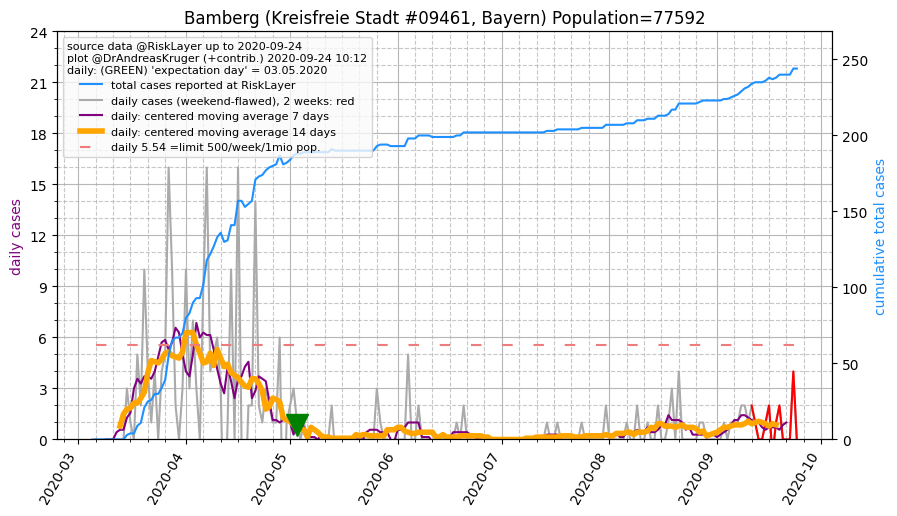 Bamberg (Kreisfreie Stadt #09461, Bayern) Population=77592
source data @RiskLayer up to 2020-09-24
plot @DrAndreasKruger (+contrib.) 2020-09-24 10:12
daily: (GREEN) 'expectation day' = 03.05.2020
total cases reported at RiskLayer
daily cases (weekend-flawed), 2 weeks: red
daily: centered moving average 7 days
daily: centered moving average 14 days
daily 5.54 =limit 500/week/1mio pop.
daily cases
24
21
18
15
12
9
6
3
0
cumulative total cases
250
200
150
100
50
0
2020-03
2020-04
2020-05
2020-06
2020-07
2020-08
2020-09
2020-10